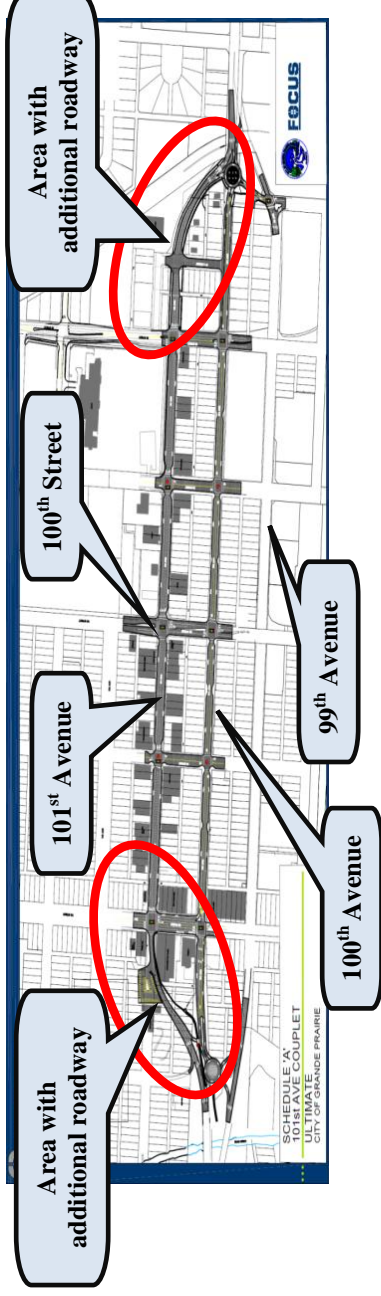 Area with
additional roadway
101st Avenue
100th Street
Area with
additional roadway
FOCUS
SCHEDULE 'A'
101st AVE COUPLET
ULTIMATE
CITY OF GRANDE PRAIRIE
100th Avenue
99th Avenue